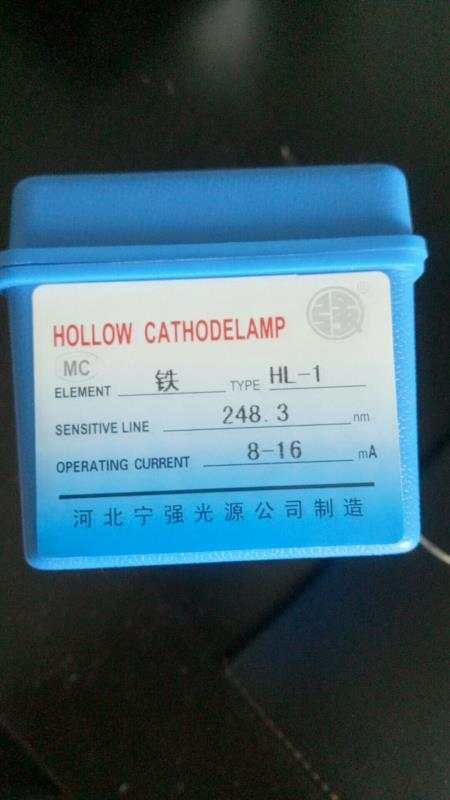 强®
HOLLOW CATHODELAMP
MC
ELEMENT 铁 TYPE HL-1
SENSITIVE LINE 248.3 nm
OPERATING CURRENT 8-16 mA
河北宁强光源公司制造